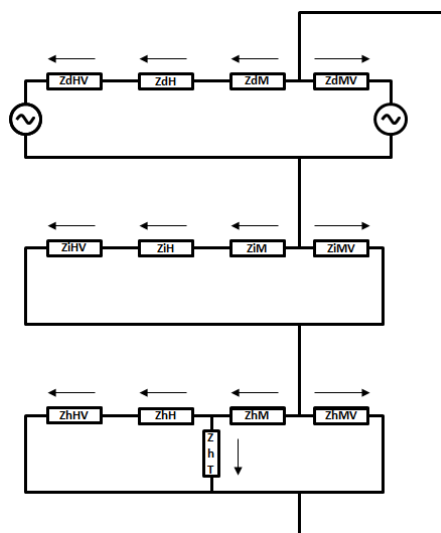 ZdHV ZdH ZdM ZdMV
ZiHV ZiH ZiM ZiMV
ZhHV ZhH ZhM ZhMV
Z
h
T